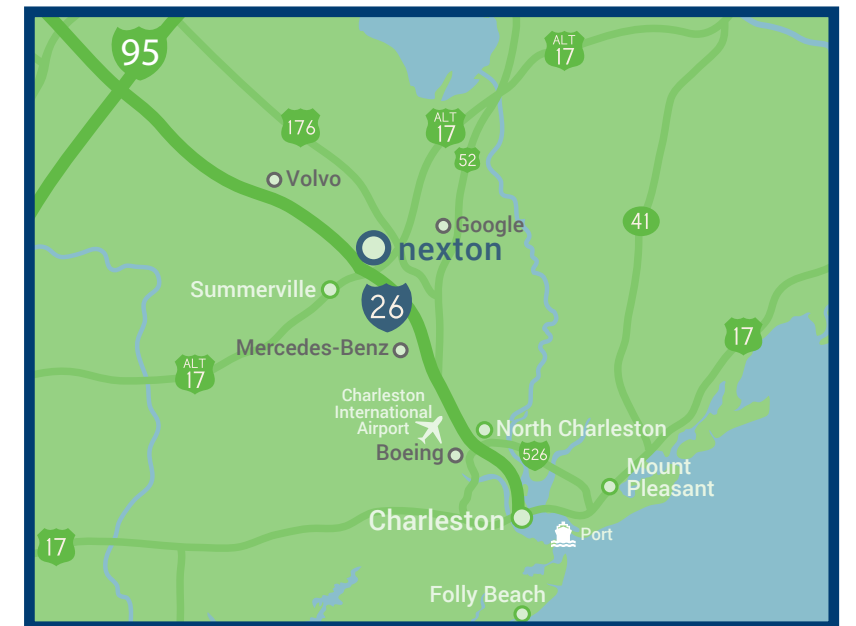 95
ALT
17
176
ALT
17
52
Volvo
Google
41
nexton
Summerville
26
17
Mercedes-Benz
ALT
17
Charleston
International
Airport
North Charleston
Boeing
526
Mount
Pleasant
Charleston
Port
17
Folly Beach